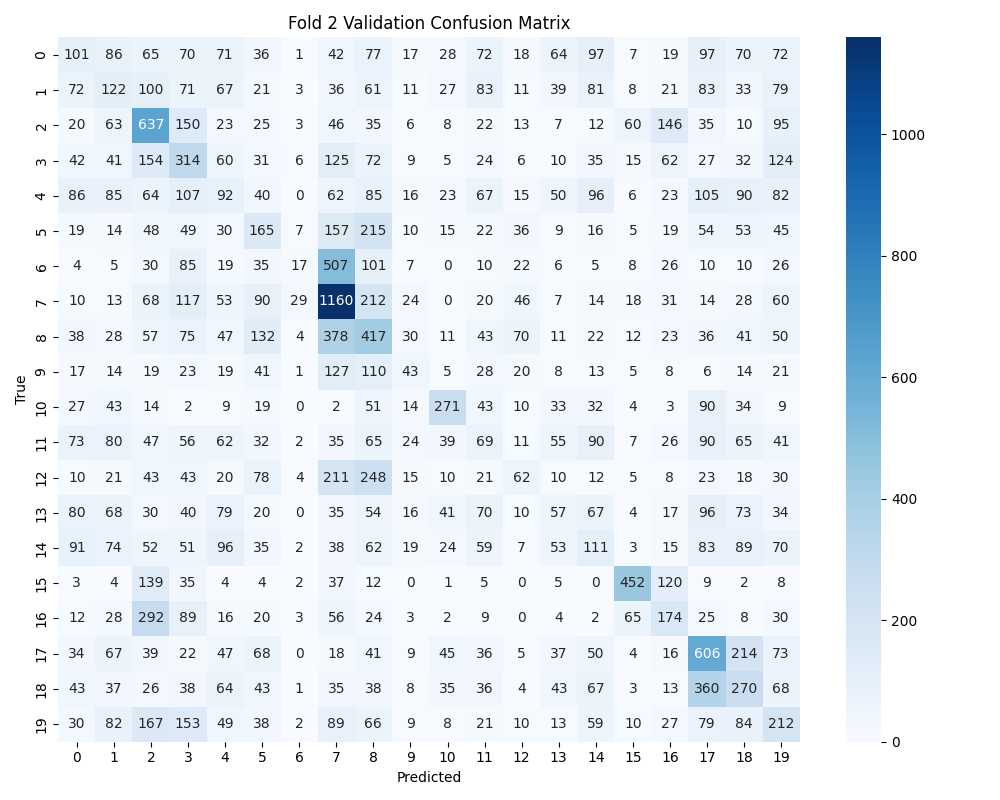 Fold 2 Validation Confusion Matrix
0 101 86 65 70 71 36 1 42 77 17 28 72 18 64 97 7 19 97 70 72
1 72 122 100 71 67 21 3 36 61 11 27 83 11 39 81 8 21 83 33 79
2 20 63 637 150 23 25 3 46 35 6 8 22 13 7 12 60 146 35 10 95
3 42 41 154 314 60 31 6 125 72 9 5 24 6 10 35 15 62 27 32 124
4 86 85 64 107 92 40 0 62 85 16 23 67 15 50 96 6 23 105 90 82
5 19 14 48 49 30 165 7 157 215 10 15 22 36 9 16 5 19 54 53 45
6 4 5 30 85 19 35 17 507 101 7 0 10 22 6 5 8 26 10 10 26
7 10 13 68 117 53 90 29 1160 212 24 0 20 46 7 14 18 31 14 28 60
8 38 28 57 75 47 132 4 378 417 30 11 43 70 11 22 12 23 36 41 50
9 17 14 19 23 19 41 1 127 110 43 5 28 20 8 13 5 8 6 14 21
10 27 43 14 2 9 19 0 2 51 14 271 43 10 33 32 4 3 90 34 9
11 73 80 47 56 62 32 2 35 65 24 39 69 11 55 90 7 26 90 65 41
12 10 21 43 43 20 78 4 211 248 15 10 21 62 10 12 5 8 23 18 30
13 80 68 30 40 79 20 0 35 54 16 41 70 10 57 67 4 17 96 73 34
14 91 74 52 51 96 35 2 38 62 19 24 59 7 53 111 3 15 83 89 70
15 3 4 139 35 4 4 2 37 12 0 1 5 0 5 0 452 120 9 2 8
16 12 28 292 89 16 20 3 56 24 3 2 9 0 4 2 65 174 25 8 30
17 34 67 39 22 47 68 0 18 41 9 45 36 5 37 50 4 16 606 214 73
18 43 37 26 38 64 43 1 35 38 8 35 36 4 43 67 3 13 360 270 68
19 30 82 167 153 49 38 2 89 66 9 8 21 10 13 59 10 27 79 84 212
0 1 2 3 4 5 6 7 8 9 10 11 12 13 14 15 16 17 18 19
Predicted
True
1000
800
600
400
200
0